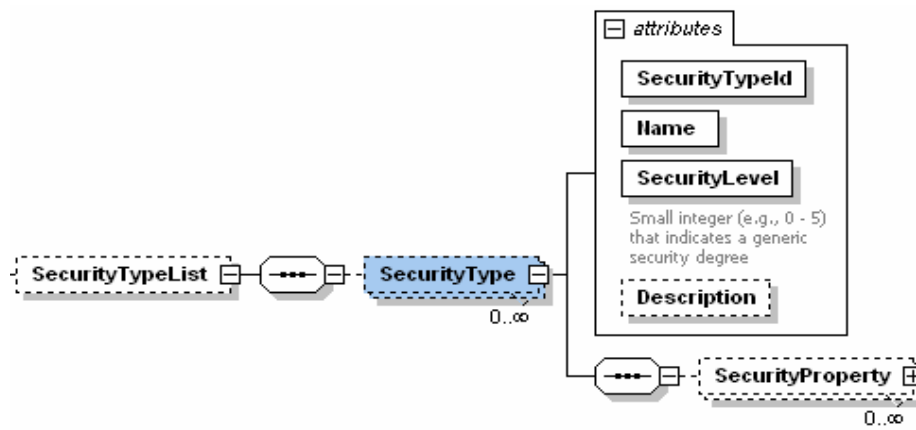 attributes
SecurityTypeId
Name
SecurityLevel
Small integer (e.g., 0 - 5)
that indicates a generic
security degree
SecurityTypeList
SecurityType
0..∞
Description
SecurityProperty
0..∞